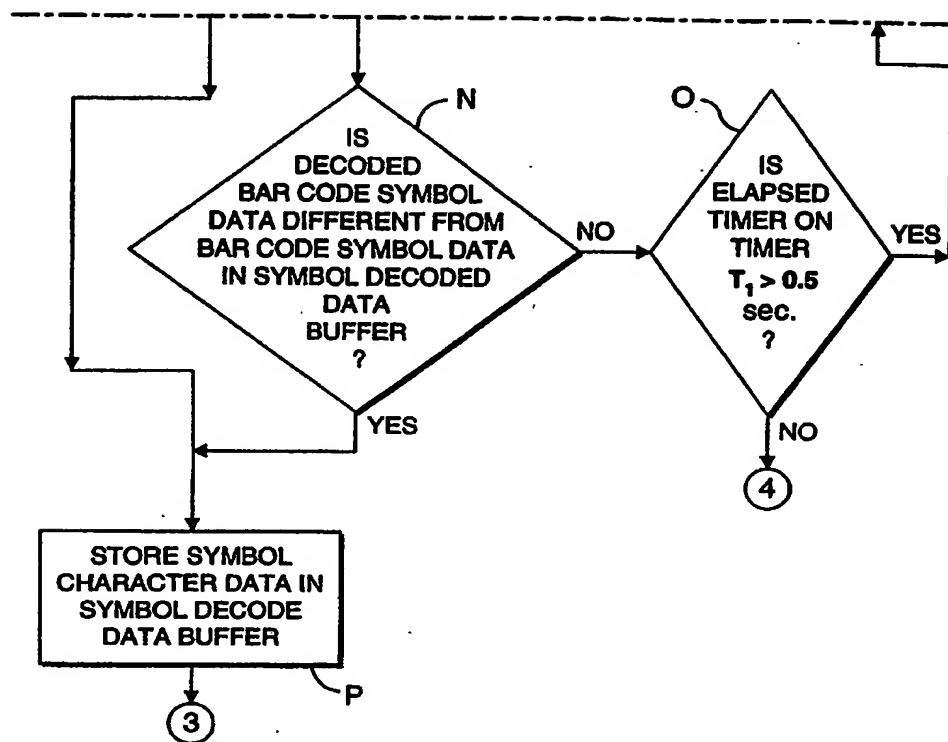 N
IS
DECODED
BAR CODE SYMBOL
DATA DIFFERENT FROM
BAR CODE SYMBOL DATA
IN SYMBOL DECODED
DATA
BUFFER
?
NO
YES
O
IS
ELAPSED
TIMER ON
TIMER
T₁ > 0.5
sec.
?
YES
NO
4
STORE SYMBOL
CHARACTER DATA IN
SYMBOL DECODE
DATA BUFFER
P
3